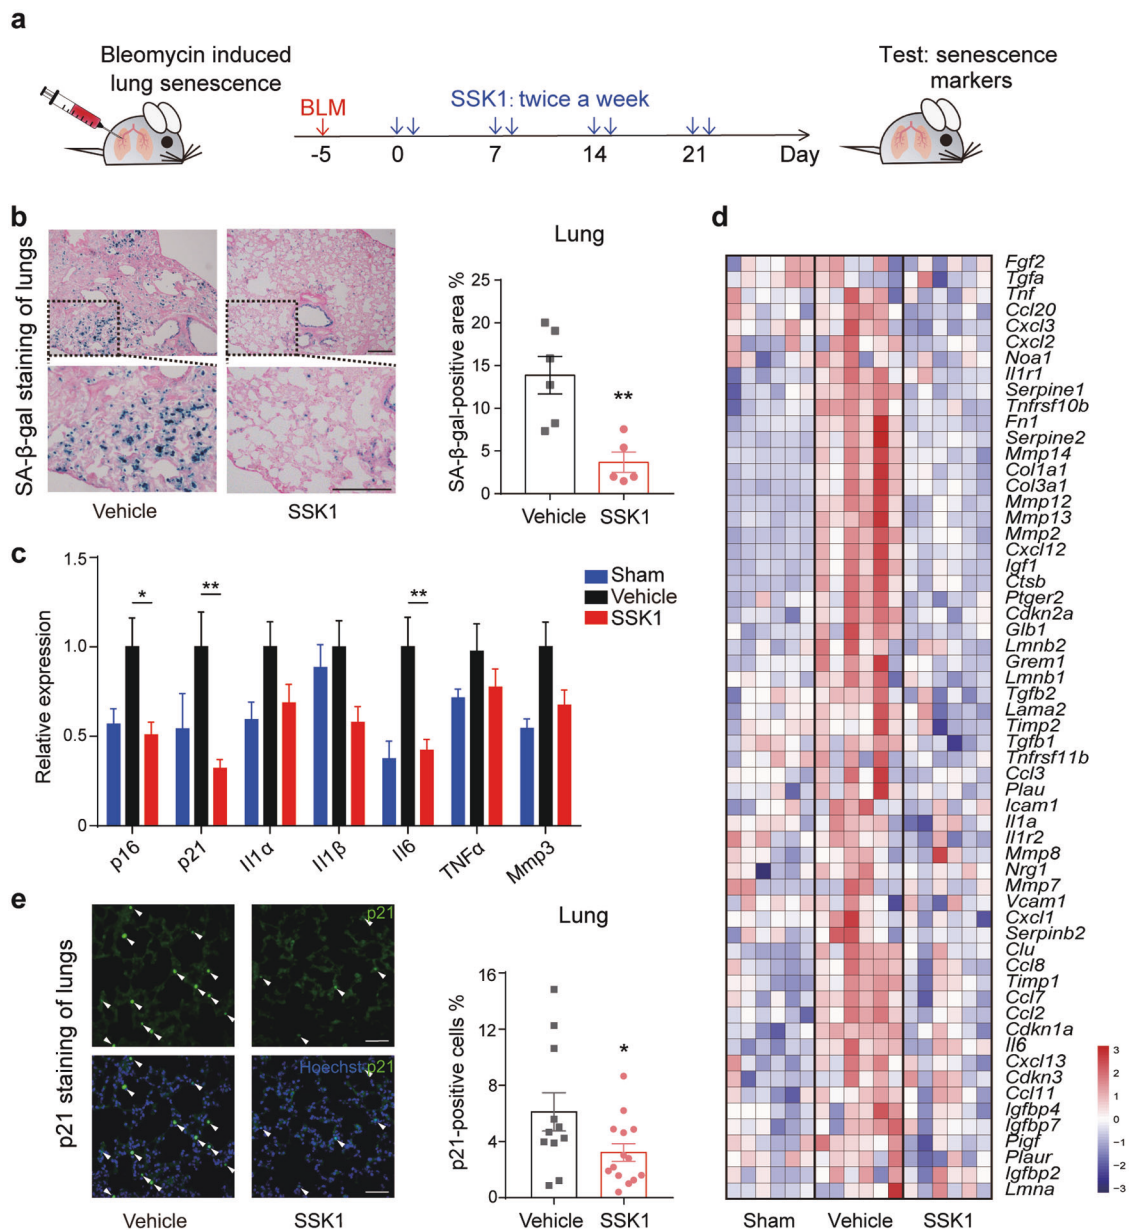 a
Bleomycin induced
lung senescence
BLM
SSK1: twice a week
-5 0 7 14 21 Day
Test: senescence
markers
b
SA-β-gal staining of lungs
Vehicle SSK1
Lung
SA-β-gal-positive area %
25
20
15
10
5
0
**
Vehicle SSK1
c
Relative expression
1.5
1.0
0.5
0
* ** **
Sham
Vehicle
SSK1
p16 p21 Il1α Il1β Il6 TNFα Mmp3
d
Fgf2
Tgfa
Tnf
Ccl20
Cxcl3
Cxcl2
Noa1
Il1r1
Serpine1
Tnfrsf10b
Fn1
Serpine2
Mmp14
Col1a1
Col3a1
Mmp12
Mmp13
Mmp2
Cxcl12
Igf1
Ctsb
Ptger2
Cdkn2a
Glb1
Lmnb2
Grem1
Lmnb1
Tgfb2
Lama2
Timp2
Tgfb1
Tnfrsf11b
Ccl3
Plau
Icam1
Il1a
Il1r2
Mmp8
Nrg1
Mmp7
Vcam1
Cxcl1
Serpinb2
Clu
Ccl8
Timp1
Ccl7
Ccl2
Cdkn1a
Il6
Cxcl13
Cdkn3
Ccl11
Igfbp4
Igfbp7
Pigf
Plaur
Igfbp2
Lmna
Sham Vehicle SSK1
3
2
1
0
−1
−2
−3
e
p21 staining of lungs
p21
Hoechst p21
Vehicle SSK1
Lung
p21-positive cells %
16
12
8
4
0
*
Vehicle SSK1